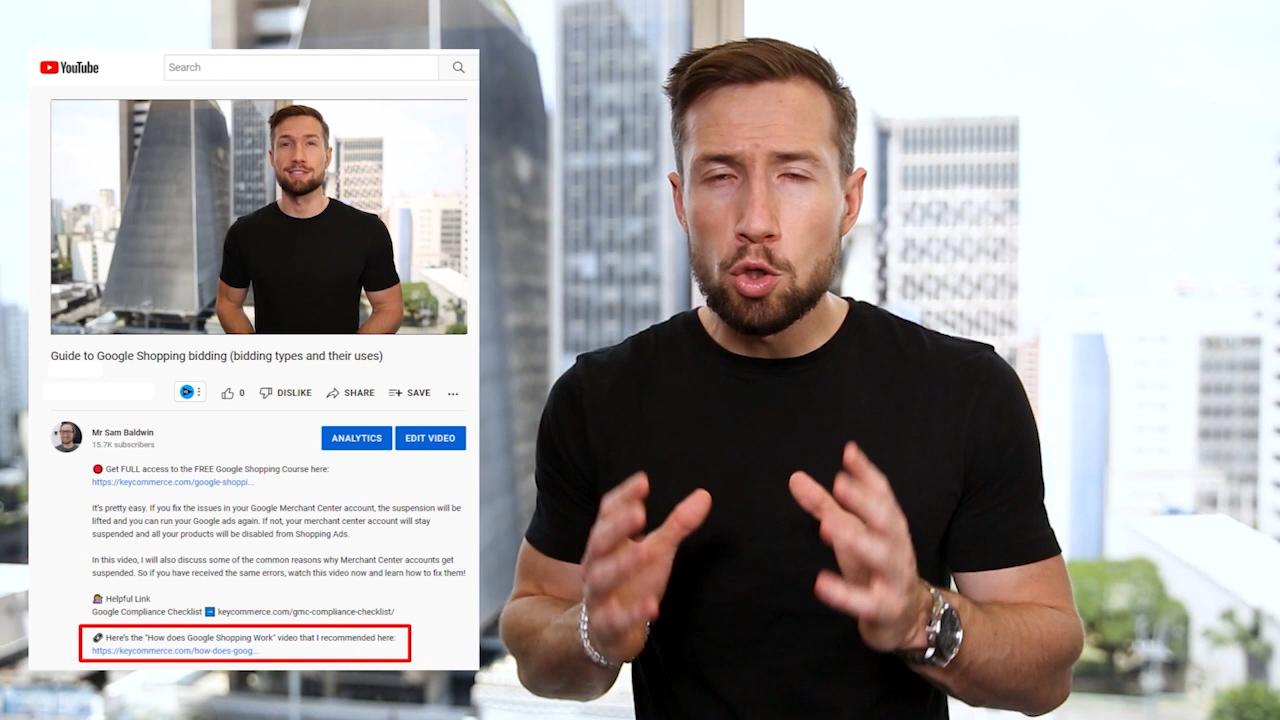 YouTube
Search
Guide to Google Shopping bidding (bidding types and their uses)
0 DISLIKE SHARE SAVE ...
Mr Sam Baldwin
15.7K subscribers
ANALYTICS EDIT VIDEO
Get FULL access to the FREE Google Shopping Course here:
https://keycommerce.com/google-shoppi...
It's pretty easy. If you fix the issues in your Google Merchant Center account, the suspension will be
lifted and you can run your Google ads again. If not, your merchant center account will stay
suspended and all your products will be disabled from Shopping Ads.
In this video, I will also discuss some of the common reasons why Merchant Center accounts get
suspended. So if you have received the same errors, watch this video now and learn how to fix them!
Helpful Link
Google Compliance Checklist ➡ keycommerce.com/gmc-compliance-checklist/
Here's the "How does Google Shopping Work" video that I recommended here:
https://keycommerce.com/how-does-goog...